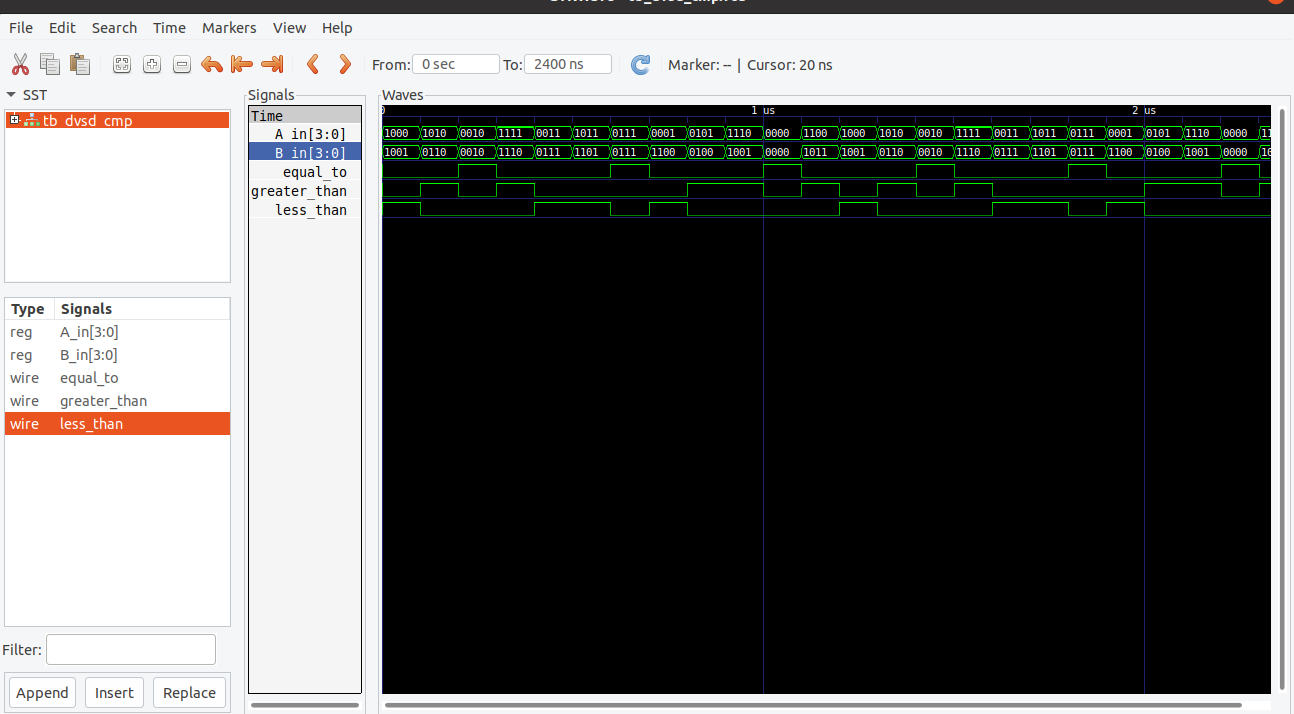 File Edit Search Time Markers View Help
From: 0 sec To: 2400 ns Marker: -- | Cursor: 20 ns
SST
tb_dvsd_cmp
Type Signals
reg A_in[3:0]
reg B_in[3:0]
wire equal_to
wire greater_than
wire less_than
Filter:
Append Insert Replace
Signals
Time
A in[3:0]
B in[3:0]
equal_to
greater_than
less_than
Waves
0 1 us 2 us
1000 1010 0010 1111 0011 1011 0111 0001 0101 1110 0000 1100 1000 1010 0010 1111 0011 1011 0111 0001 0101 1110 0000 11
1001 0110 0010 1110 0111 1101 0111 1100 0100 1001 0000 1011 1001 0110 0010 1110 0111 1101 0111 1100 0100 1001 0000 10